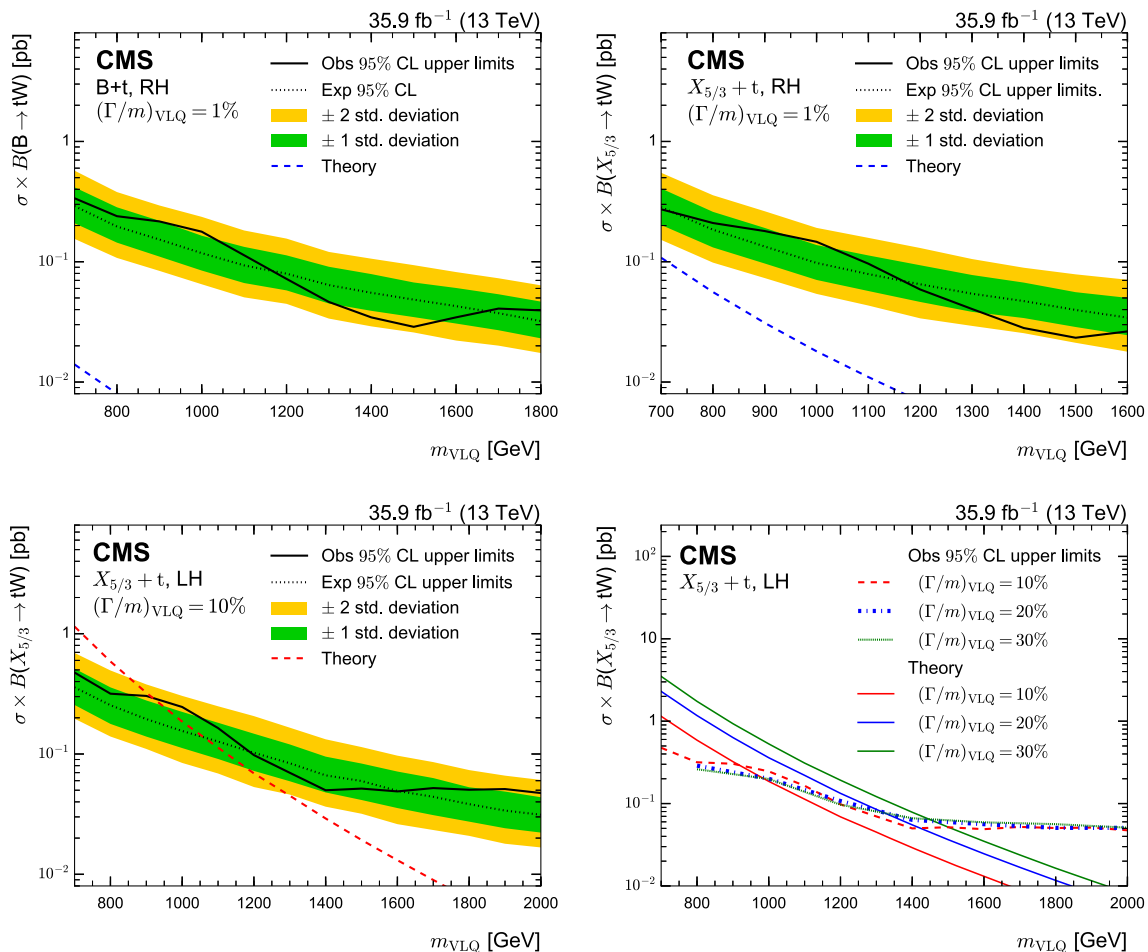 35.9 fb⁻¹ (13 TeV)
CMS
B+t, RH
(Γ/m)VLQ = 1%
Obs 95% CL upper limits
Exp 95% CL
± 2 std. deviation
± 1 std. deviation
Theory
σ × B(B → tW) [pb]
1
10⁻¹
10⁻²
800 1000 1200 1400 1600 1800
mVLQ [GeV]
35.9 fb⁻¹ (13 TeV)
CMS
X5/3 + t, RH
(Γ/m)VLQ = 1%
Obs 95% CL upper limits
Exp 95% CL upper limits.
± 2 std. deviation
± 1 std. deviation
Theory
σ × B(X5/3 → tW) [pb]
1
10⁻¹
10⁻²
700 800 900 1000 1100 1200 1300 1400 1500 1600
mVLQ [GeV]
35.9 fb⁻¹ (13 TeV)
CMS
X5/3 + t, LH
(Γ/m)VLQ = 10%
Obs 95% CL upper limits
Exp 95% CL upper limits
± 2 std. deviation
± 1 std. deviation
Theory
σ × B(X5/3 → tW) [pb]
1
10⁻¹
10⁻²
800 1000 1200 1400 1600 1800 2000
mVLQ [GeV]
35.9 fb⁻¹ (13 TeV)
CMS
X5/3 + t, LH
Obs 95% CL upper limits
(Γ/m)VLQ = 10%
(Γ/m)VLQ = 20%
(Γ/m)VLQ = 30%
Theory
(Γ/m)VLQ = 10%
(Γ/m)VLQ = 20%
(Γ/m)VLQ = 30%
σ × B(X5/3 → tW) [pb]
10²
10
1
10⁻¹
10⁻²
600 800 1000 1200 1400 1600 1800 2000
mVLQ [GeV]